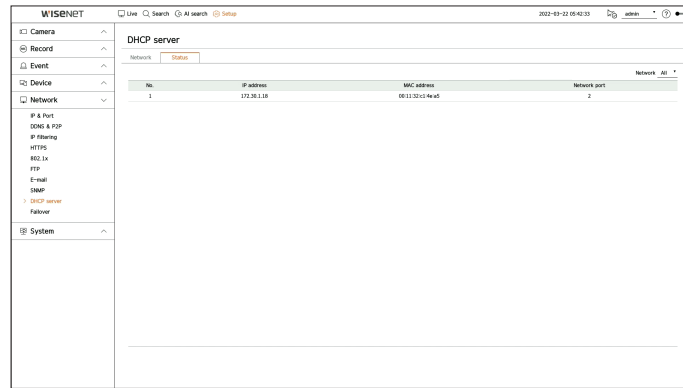 WISENET
Live Search AI search Setup
2022-03-22 05:42:33 admin
Camera
Record
Event
Device
Network
IP & Port
DDNS & P2P
IP filtering
HTTPS
802.1x
FTP
E-mail
SNMP
DHCP server
Failover
System
DHCP server
Network Status
Network All
No. IP address MAC address Network port
1 172.30.1.18 00:11:32:c1:4e:a5 2